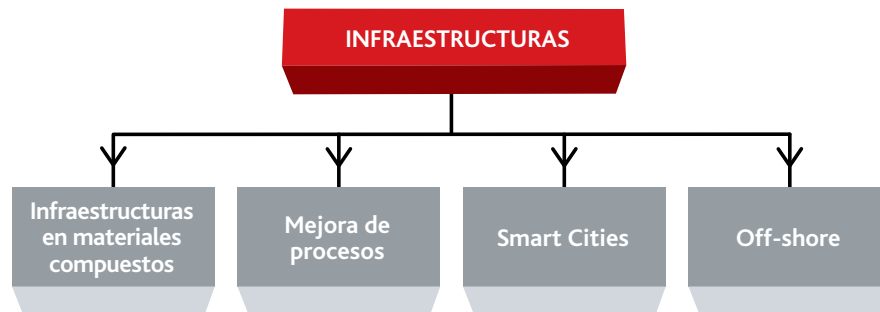 INFRAESTRUCTURAS
Infraestructuras
en materiales
compuestos
Mejora de
procesos
Smart Cities
Off-shore